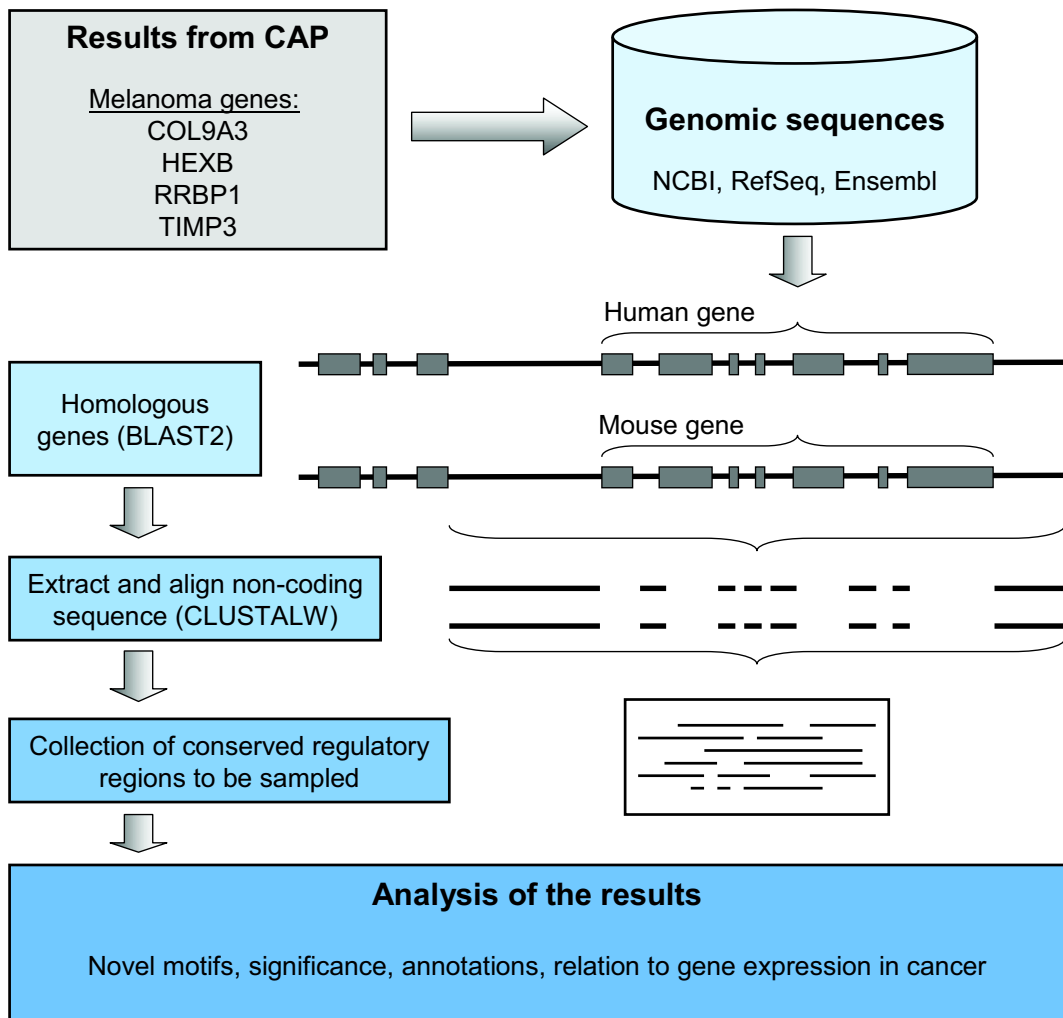 Results from CAP
Melanoma genes:
COL9A3
HEXB
RRBP1
TIMP3
Genomic sequences
NCBI, RefSeq, Ensembl
Human gene
Homologous
genes (BLAST2)
Mouse gene
Extract and align non-coding
sequence (CLUSTALW)
Collection of conserved regulatory
regions to be sampled
Analysis of the results
Novel motifs, significance, annotations, relation to gene expression in cancer